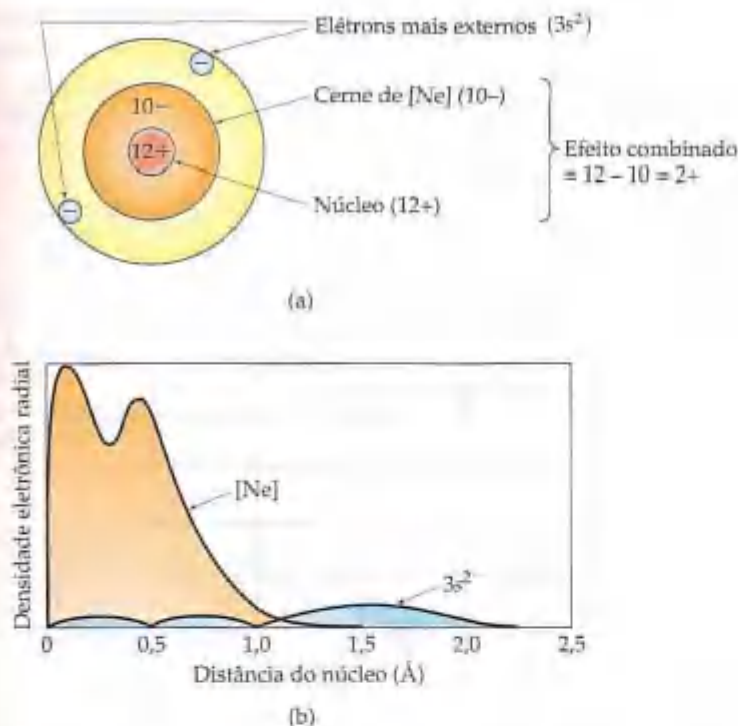 Elétrons mais externos (3s²)
Cerne de [Ne] (10–)
10–
12+
Efeito combinado
= 12 – 10 = 2+
Núcleo (12+)
–
–
(a)
Densidade eletrônica radial
[Ne]
3s²
0
0,5
1,0
1,5
2,0
2,5
Distância do núcleo (Å)
(b)